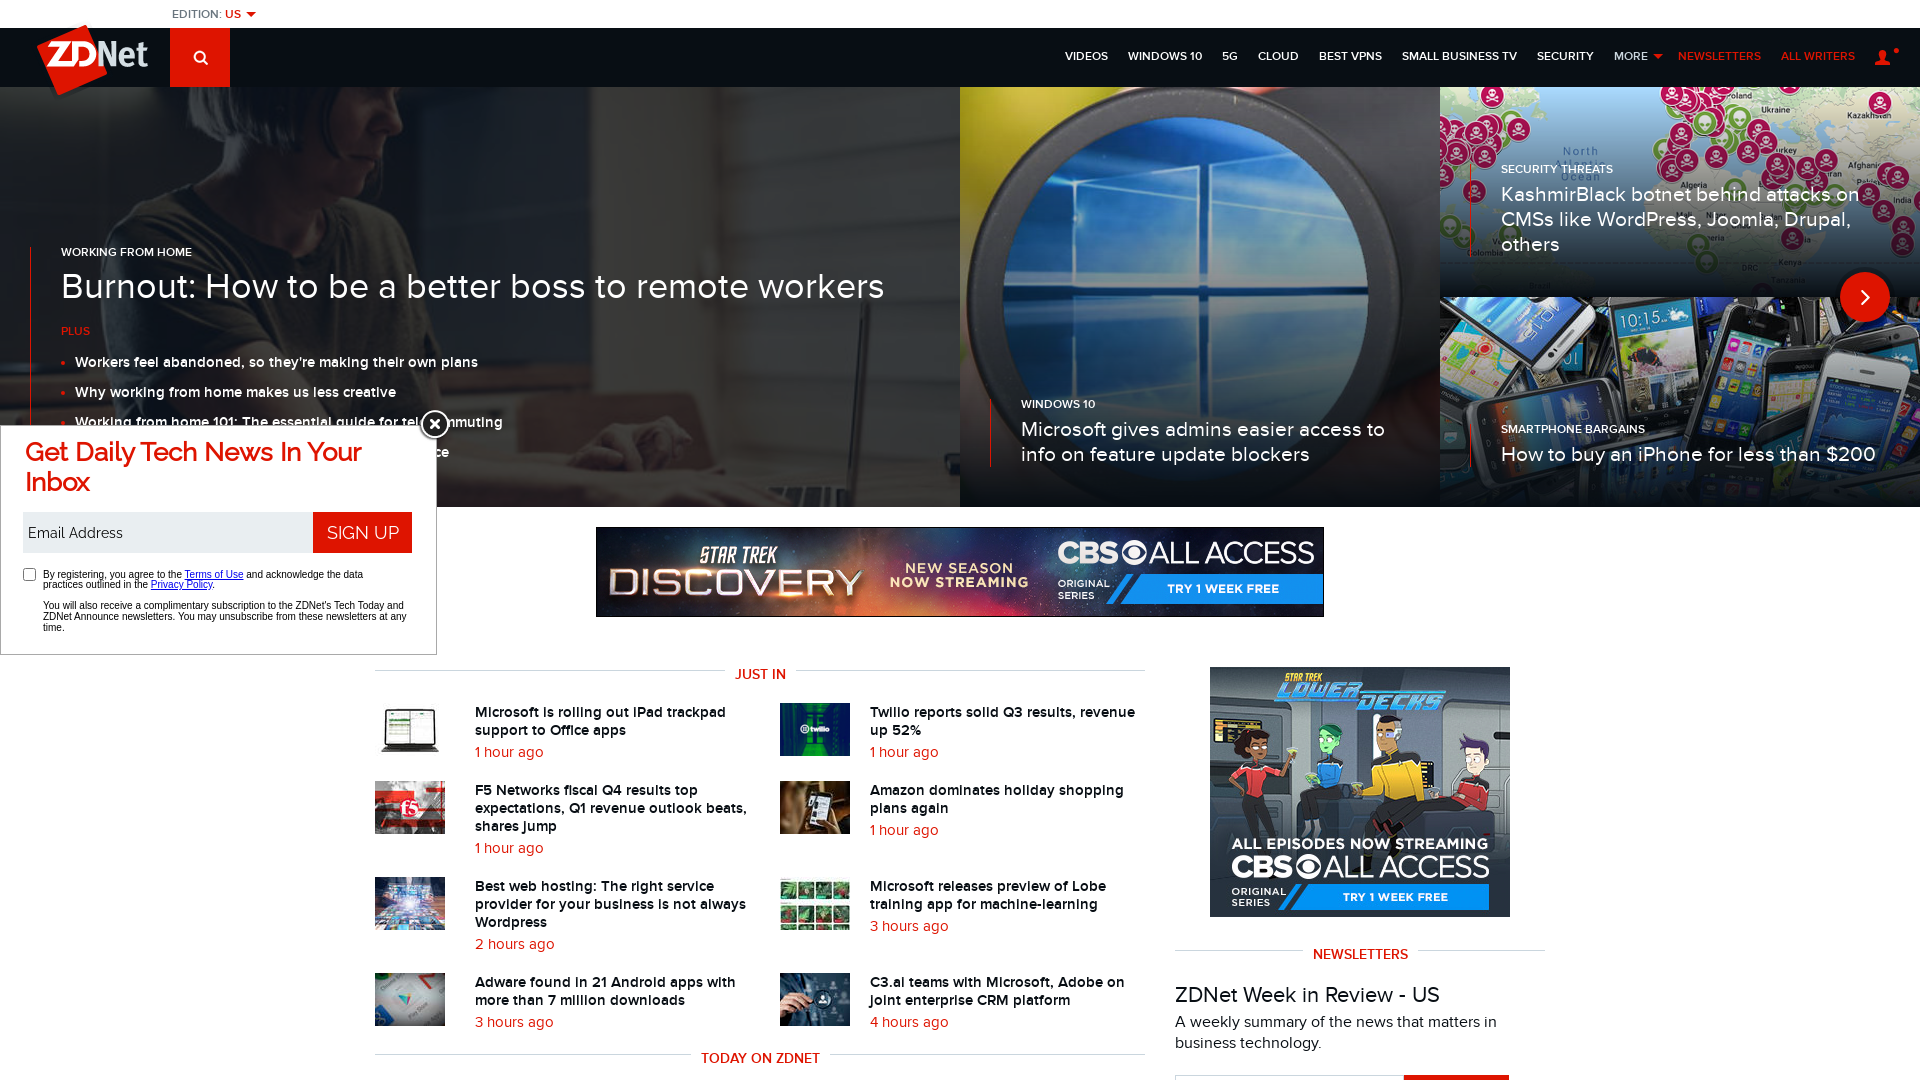 EDITION: US
ZDNet
VIDEOS
WINDOWS 10
5G
CLOUD
BEST VPNS
SMALL BUSINESS TV
SECURITY
MORE
NEWSLETTERS
ALL WRITERS
WORKING FROM HOME
Burnout: How to be a better boss to remote workers
PLUS
Workers feel abandoned, so they're making their own plans
Why working from home makes us less creative
Working from home 101: The essential guide for
WINDOWS 10
Microsoft gives admins easier access to
info on feature update blockers
SECURITY THREATS
KashmirBlack botnet behind attacks on
CMSs like WordPress, Joomla, Drupal,
others
SMARTPHONE BARGAINS
How to buy an iPhone for less than $200
Get Daily Tech News In Your
Inbox
Email Address
SIGN UP
By registering, you agree to the Terms of Use and acknowledge the data
practices outlined in the Privacy Policy.
You will also receive a complimentary subscription to the ZDNet's Tech Today and
ZDNet Announce newsletters. You may unsubscribe from these newsletters at any
time.
STAR TREK
DISCOVERY
NEW SEASON
NOW STREAMING
CBS ALL ACCESS
ORIGINAL
SERIES
TRY 1 WEEK FREE
JUST IN
Microsoft is rolling out iPad trackpad
support to Office apps
1 hour ago
Twilio reports solid Q3 results, revenue
up 52%
1 hour ago
F5 Networks fiscal Q4 results top
expectations, Q1 revenue outlook beats,
shares jump
1 hour ago
Amazon dominates holiday shopping
plans again
1 hour ago
Best web hosting: The right service
provider for your business is not always
Wordpress
2 hours ago
Microsoft releases preview of Lobe
training app for machine-learning
3 hours ago
Adware found in 21 Android apps with
more than 7 million downloads
3 hours ago
C3.ai teams with Microsoft, Adobe on
joint enterprise CRM platform
4 hours ago
TODAY ON ZDNET
STAR TREK
LOWER DECKS
ALL EPISODES NOW STREAMING
CBS ALL ACCESS
ORIGINAL
SERIES
TRY 1 WEEK FREE
NEWSLETTERS
ZDNet Week in Review - US
A weekly summary of the news that matters in
business technology.